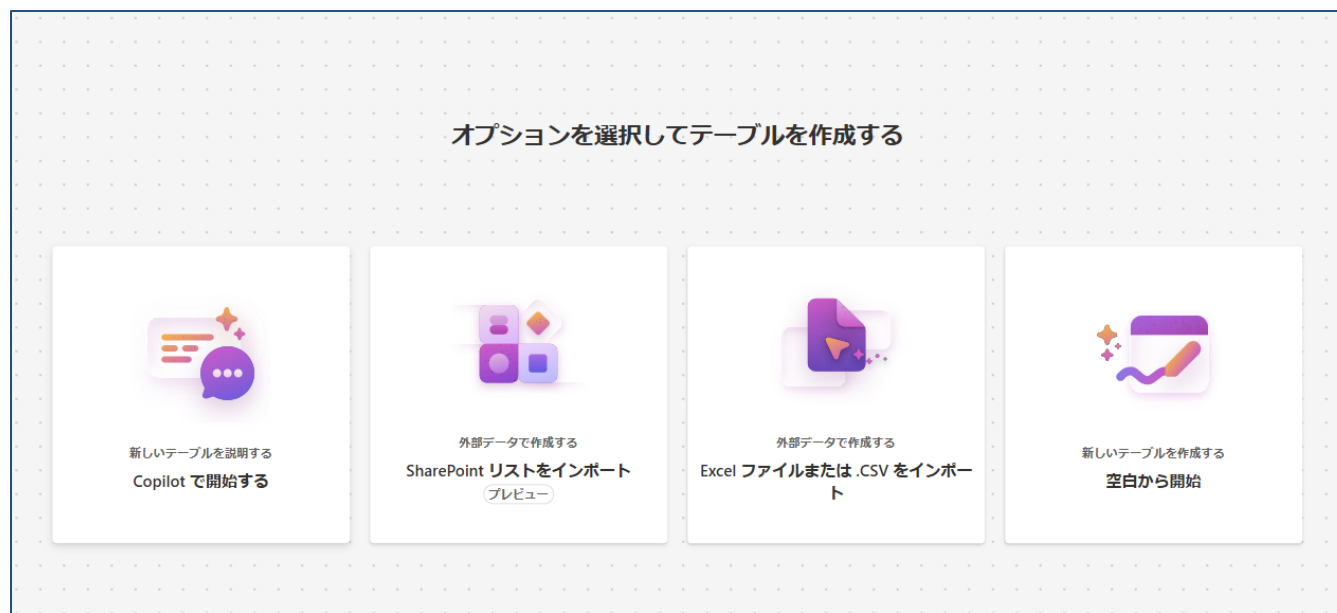 オプションを選択してテーブルを作成する
新しいテーブルを説明する
Copilot で開始する
外部データで作成する
SharePoint リストをインポート
プレビュー
外部データで作成する
Excel ファイルまたは .CSV をインポー
ト
新しいテーブルを作成する
空白から開始